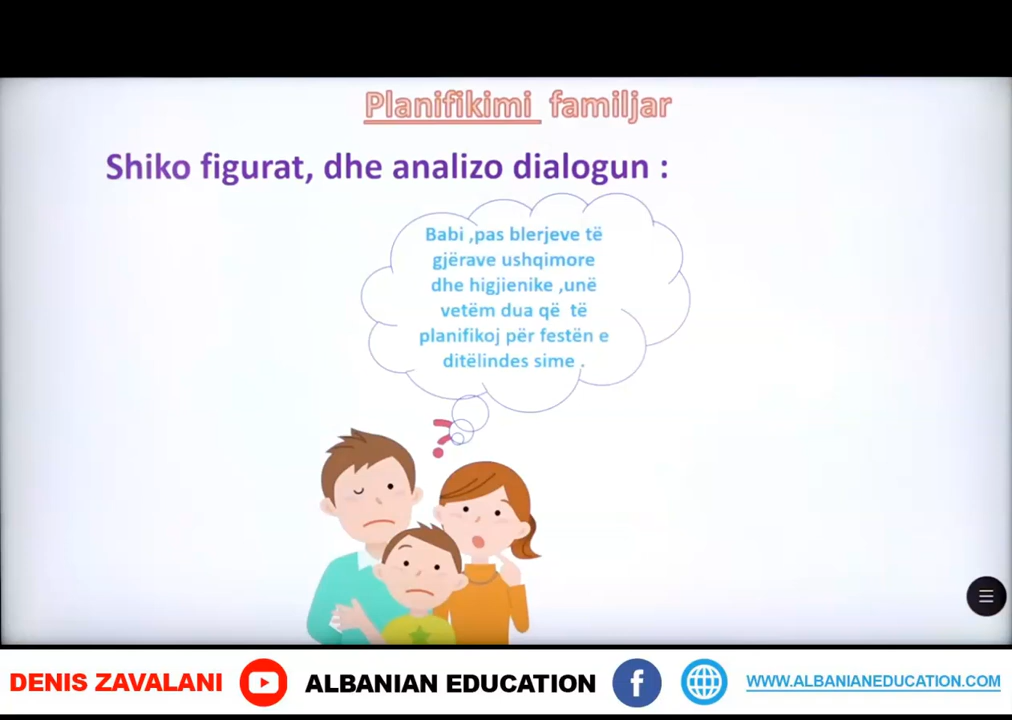 Planifikimi familjar
Shiko figurat, dhe analizo dialogun :
Babi ,pas blerjeve të
gjërave ushqimore
dhe higjienike ,unë
vetëm dua që të
planifikoj për festën e
ditëlindes sime .
?
DENIS ZAVALANI
ALBANIAN EDUCATION
f
WWW.ALBANIANEDUCATION.COM